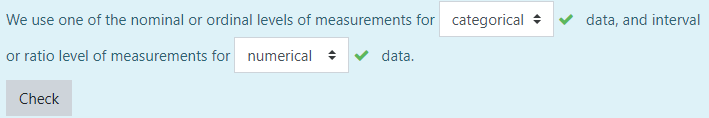 We use one of the nominal or ordinal levels of measurements for categorical data, and interval
or ratio level of measurements for numerical data.
Check